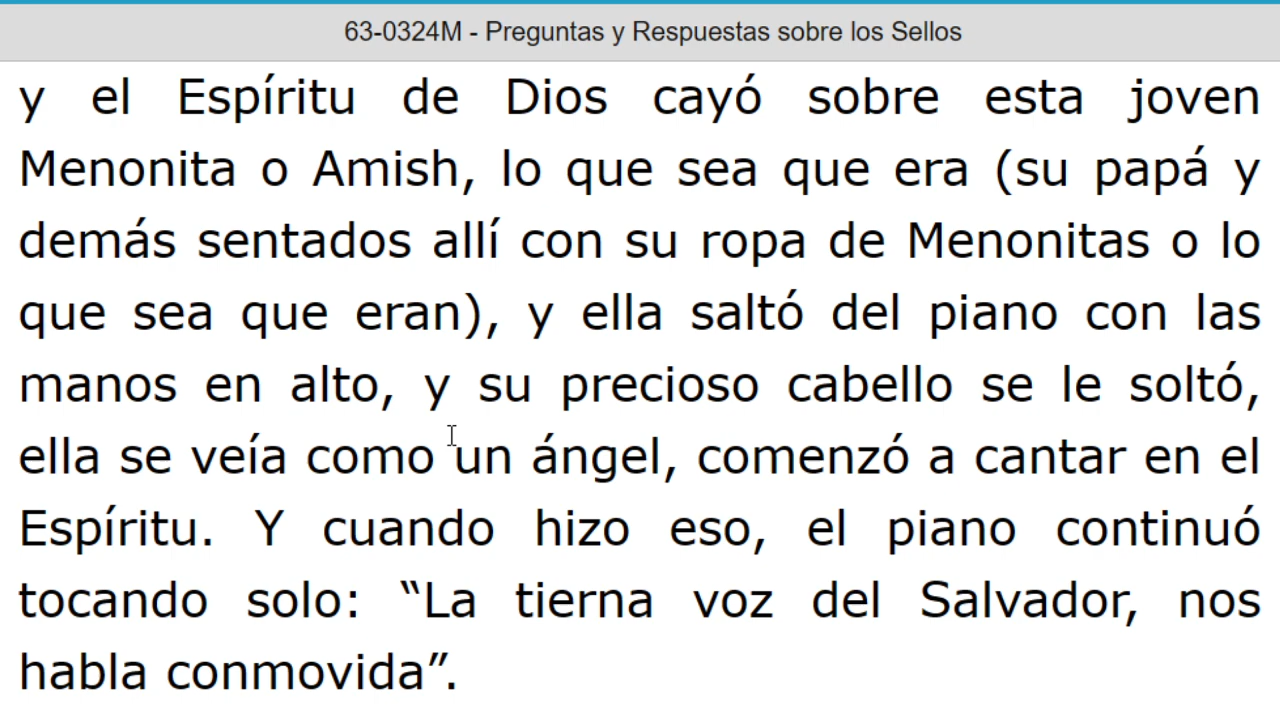 63-0324M - Preguntas y Respuestas sobre los Sellos
y el Espíritu de Dios cayó sobre esta joven
Menonita o Amish, lo que sea que era (su papá y
demás sentados allí con su ropa de Menonitas o lo
que sea que eran), y ella saltó del piano con las
manos en alto, y su precioso cabello se le soltó,
ella se veía como un ángel, comenzó a cantar en el
Espíritu. Y cuando hizo eso, el piano continuó
tocando solo: “La tierna voz del Salvador, nos
habla conmovida”.